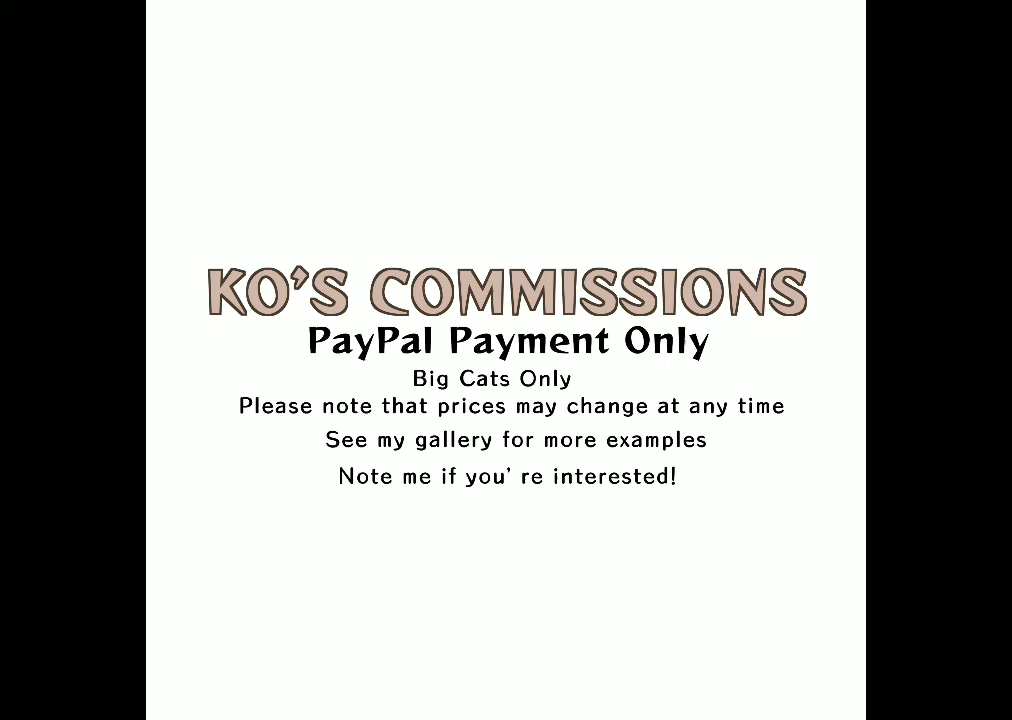 KO'S COMMISSIONS
PayPal Payment Only
Big Cats Only
Please note that prices may change at any time
See my gallery for more examples
Note me if you're interested!